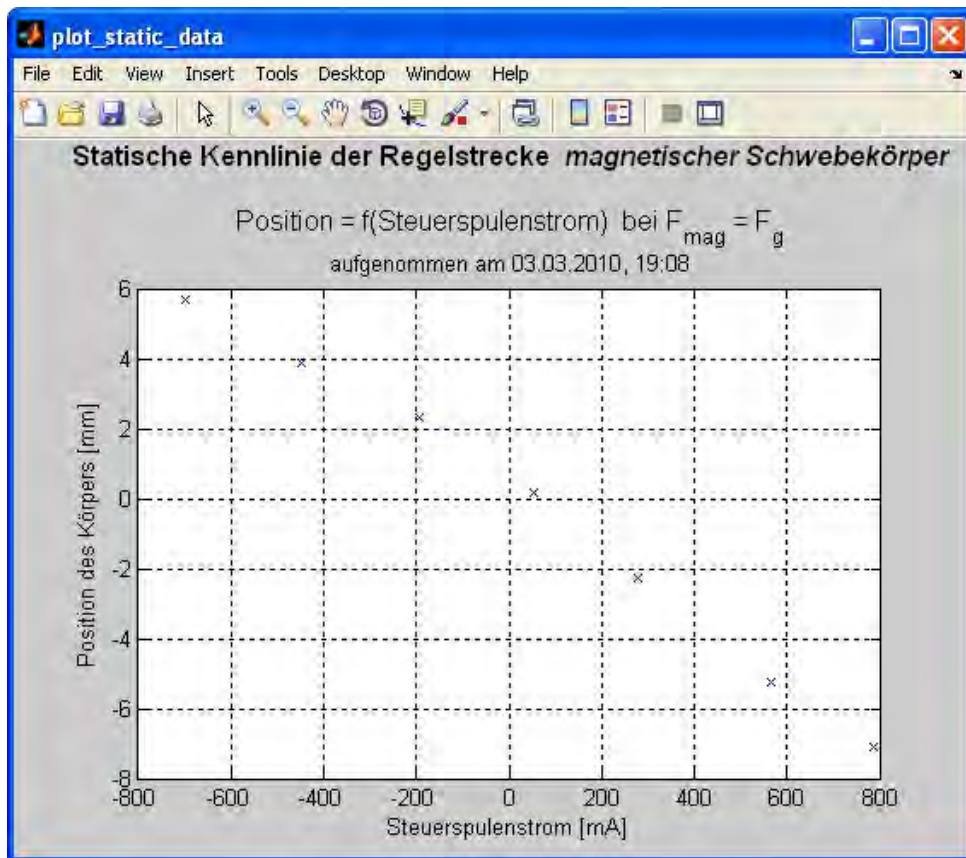 plot_static_data
File Edit View Insert Tools Desktop Window Help
Statische Kennlinie der Regelstrecke magnetischer Schwebekörper
Position = f(Steuerspulenstrom) bei F_mag = F_g
aufgenommen am 03.03.2010, 19:08
Position des Körpers [mm]
6
4
2
0
-2
-4
-6
-8
-800 -600 -400 -200 0 200 400 600 800
Steuerspulenstrom [mA]